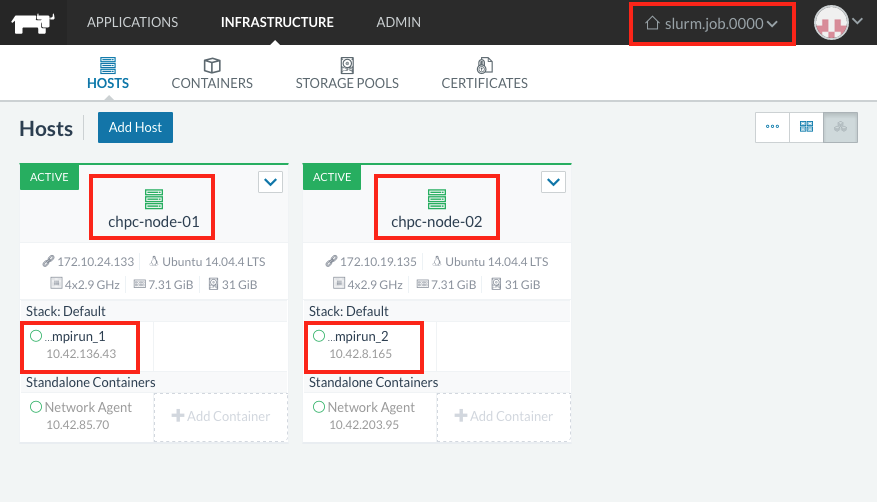 APPLICATIONS INFRASTRUCTURE ADMIN slurm.job.0000
HOSTS CONTAINERS STORAGE POOLS CERTIFICATES
Hosts Add Host
ACTIVE
chpc-node-01
172.10.24.133 Ubuntu 14.04.4 LTS
4x2.9 GHz 7.31 GiB 31 GiB
Stack: Default
...mpirun_1
10.42.136.43
Standalone Containers
Network Agent
10.42.85.70
Add Container
ACTIVE
chpc-node-02
172.10.19.135 Ubuntu 14.04.4 LTS
4x2.9 GHz 7.31 GiB 31 GiB
Stack: Default
...mpirun_2
10.42.8.165
Standalone Containers
Network Agent
10.42.203.95
Add Container